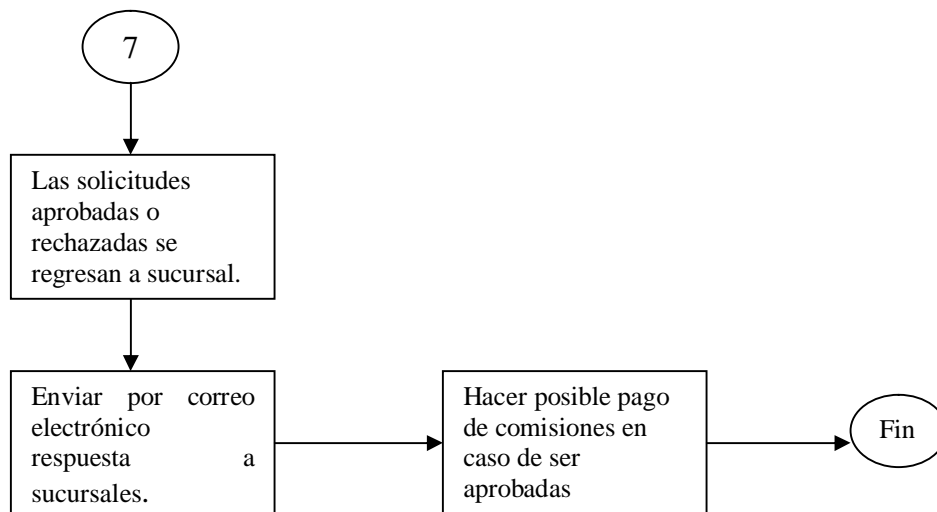 7
Las solicitudes
aprobadas o
rechazadas se
regresan a sucursal.
Enviar por correo
electrónico
respuesta a
sucursales.
Hacer posible pago
de comisiones en
caso de ser
aprobadas
Fin